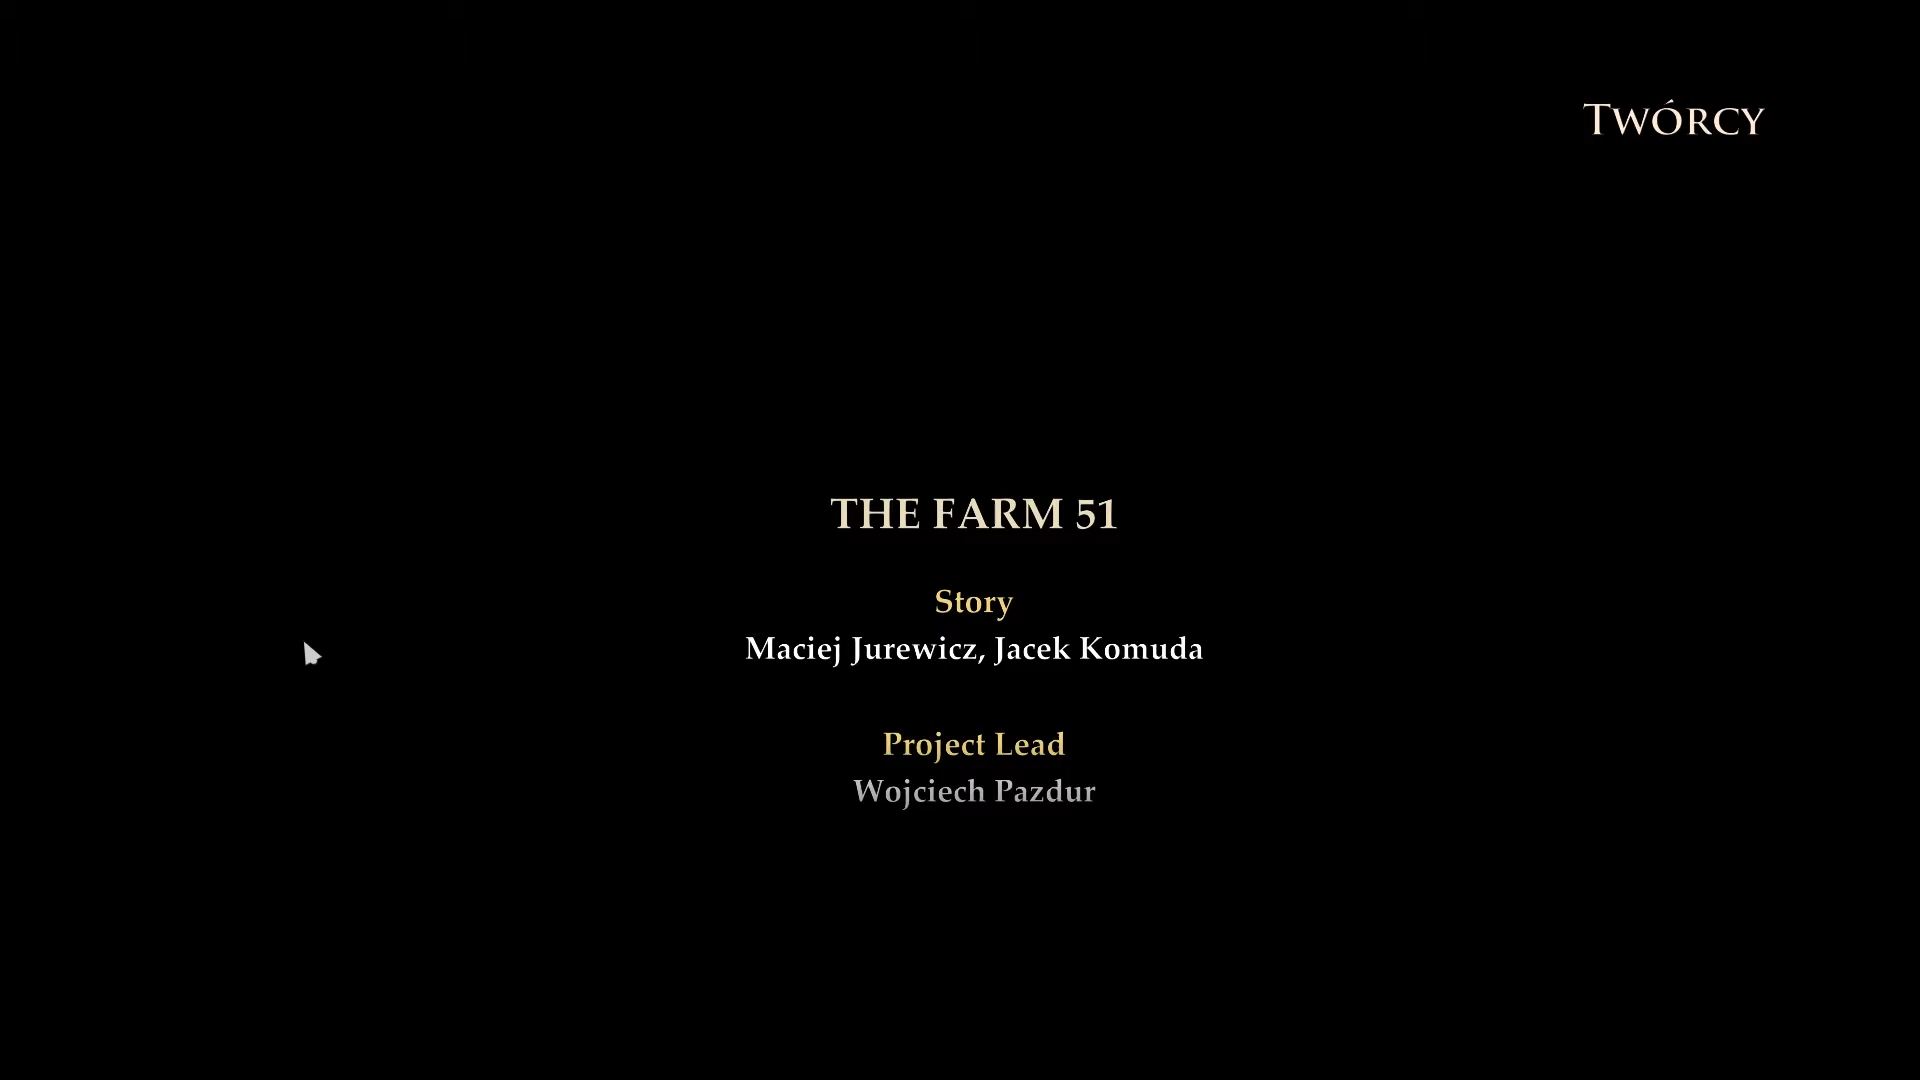 Twórcy
THE FARM 51
Story
Maciej Jurewicz, Jacek Komuda
Project Lead
Wojciech Pazdur